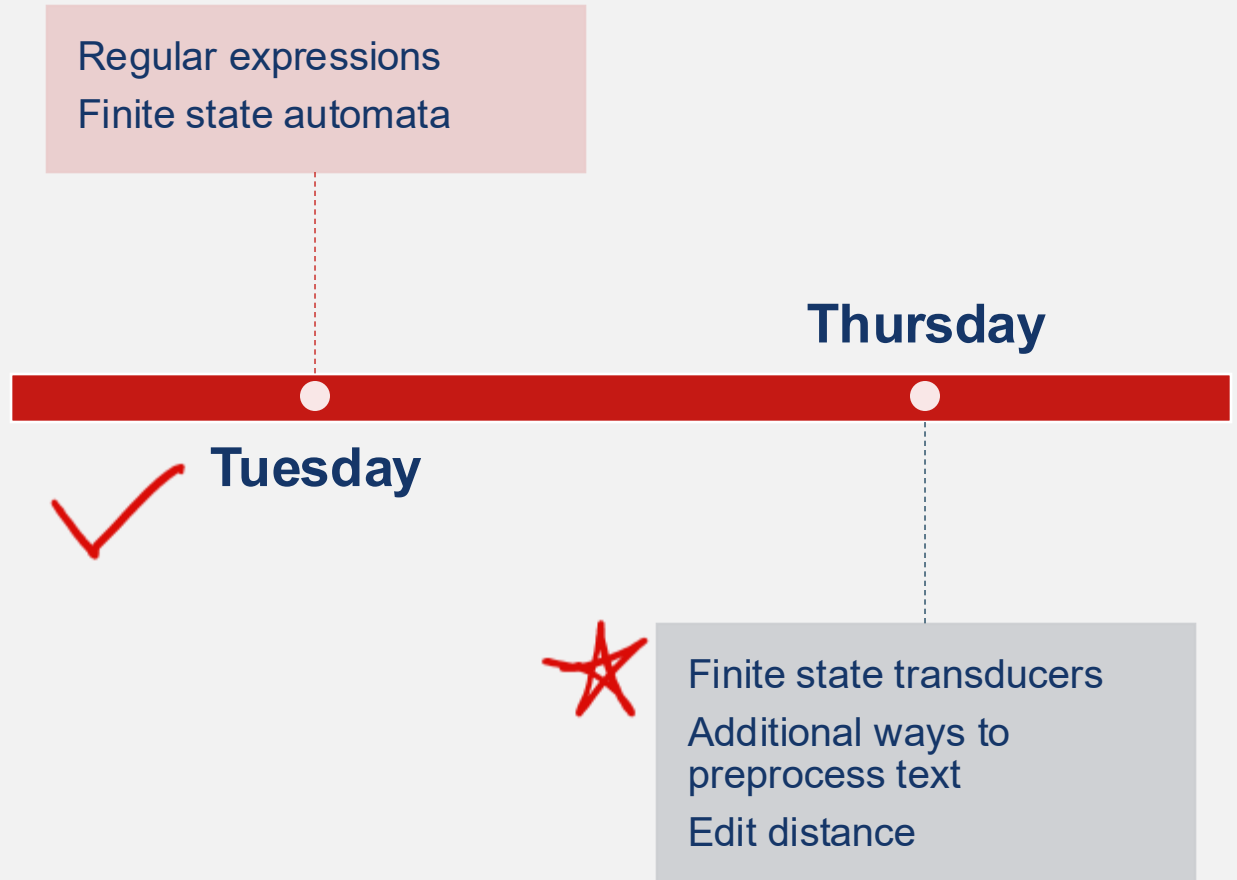 Regular expressions
Finite state automata
Thursday
Tuesday
Finite state transducers
Additional ways to
preprocess text
Edit distance